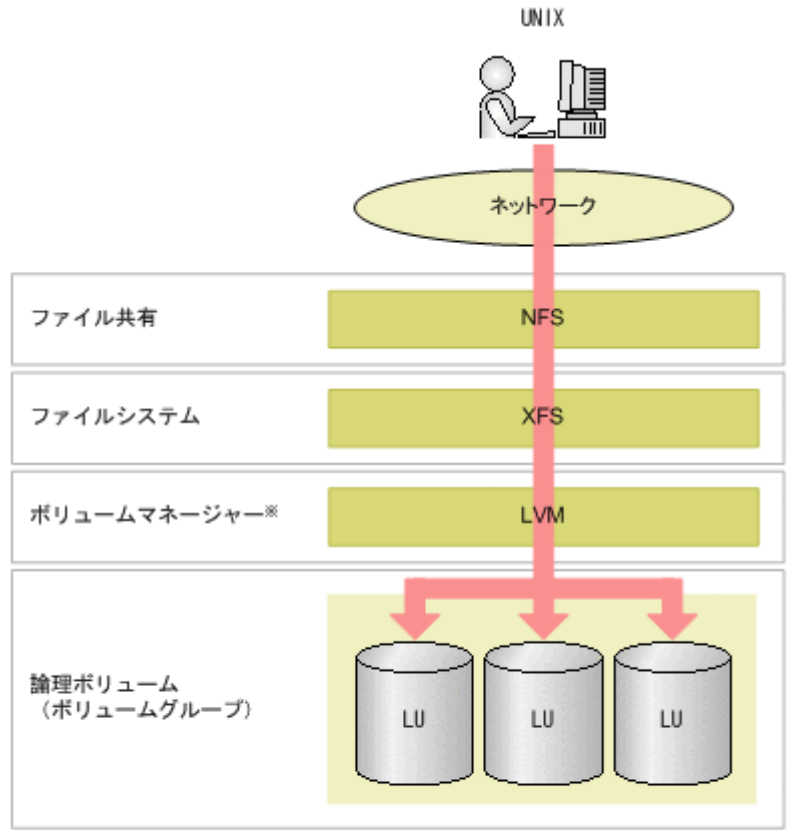 UNIX
ネットワーク
ファイル共有
NFS
ファイルシステム
XFS
ボリュームマネージャー※
LVM
論理ボリューム
（ボリュームグループ）
LU
LU
LU